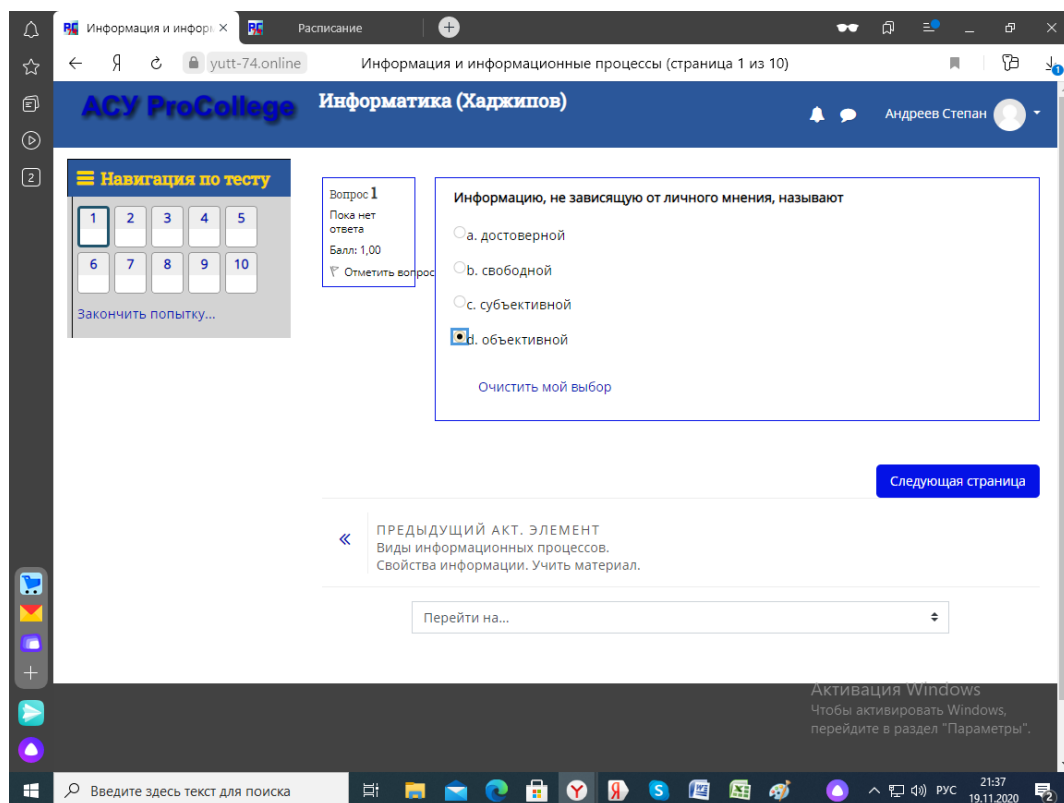 Информация и информ
Расписание
yutt-74.online
Информация и информационные процессы (страница 1 из 10)
1
АСУ ProCollege
Информатика (Хаджипов)
Андреев Степан
2
Навигация по тесту
1 2 3 4 5
6 7 8 9 10
Закончить попытку...
Вопрос 1
Пока нет
ответа
Балл: 1,00
Отметить вопрос
Информацию, не зависящую от личного мнения, называют
a. достоверной
b. свободной
c. субъективной
d. объективной
Очистить мой выбор
Следующая страница
ПРЕДЫДУЩИЙ АКТ. ЭЛЕМЕНТ
Виды информационных процессов.
Свойства информации. Учить материал.
Перейти на...
Активация Windows
Чтобы активировать Windows,
перейдите в раздел "Параметры".
Введите здесь текст для поиска
РУС
21:37
19.11.2020
2